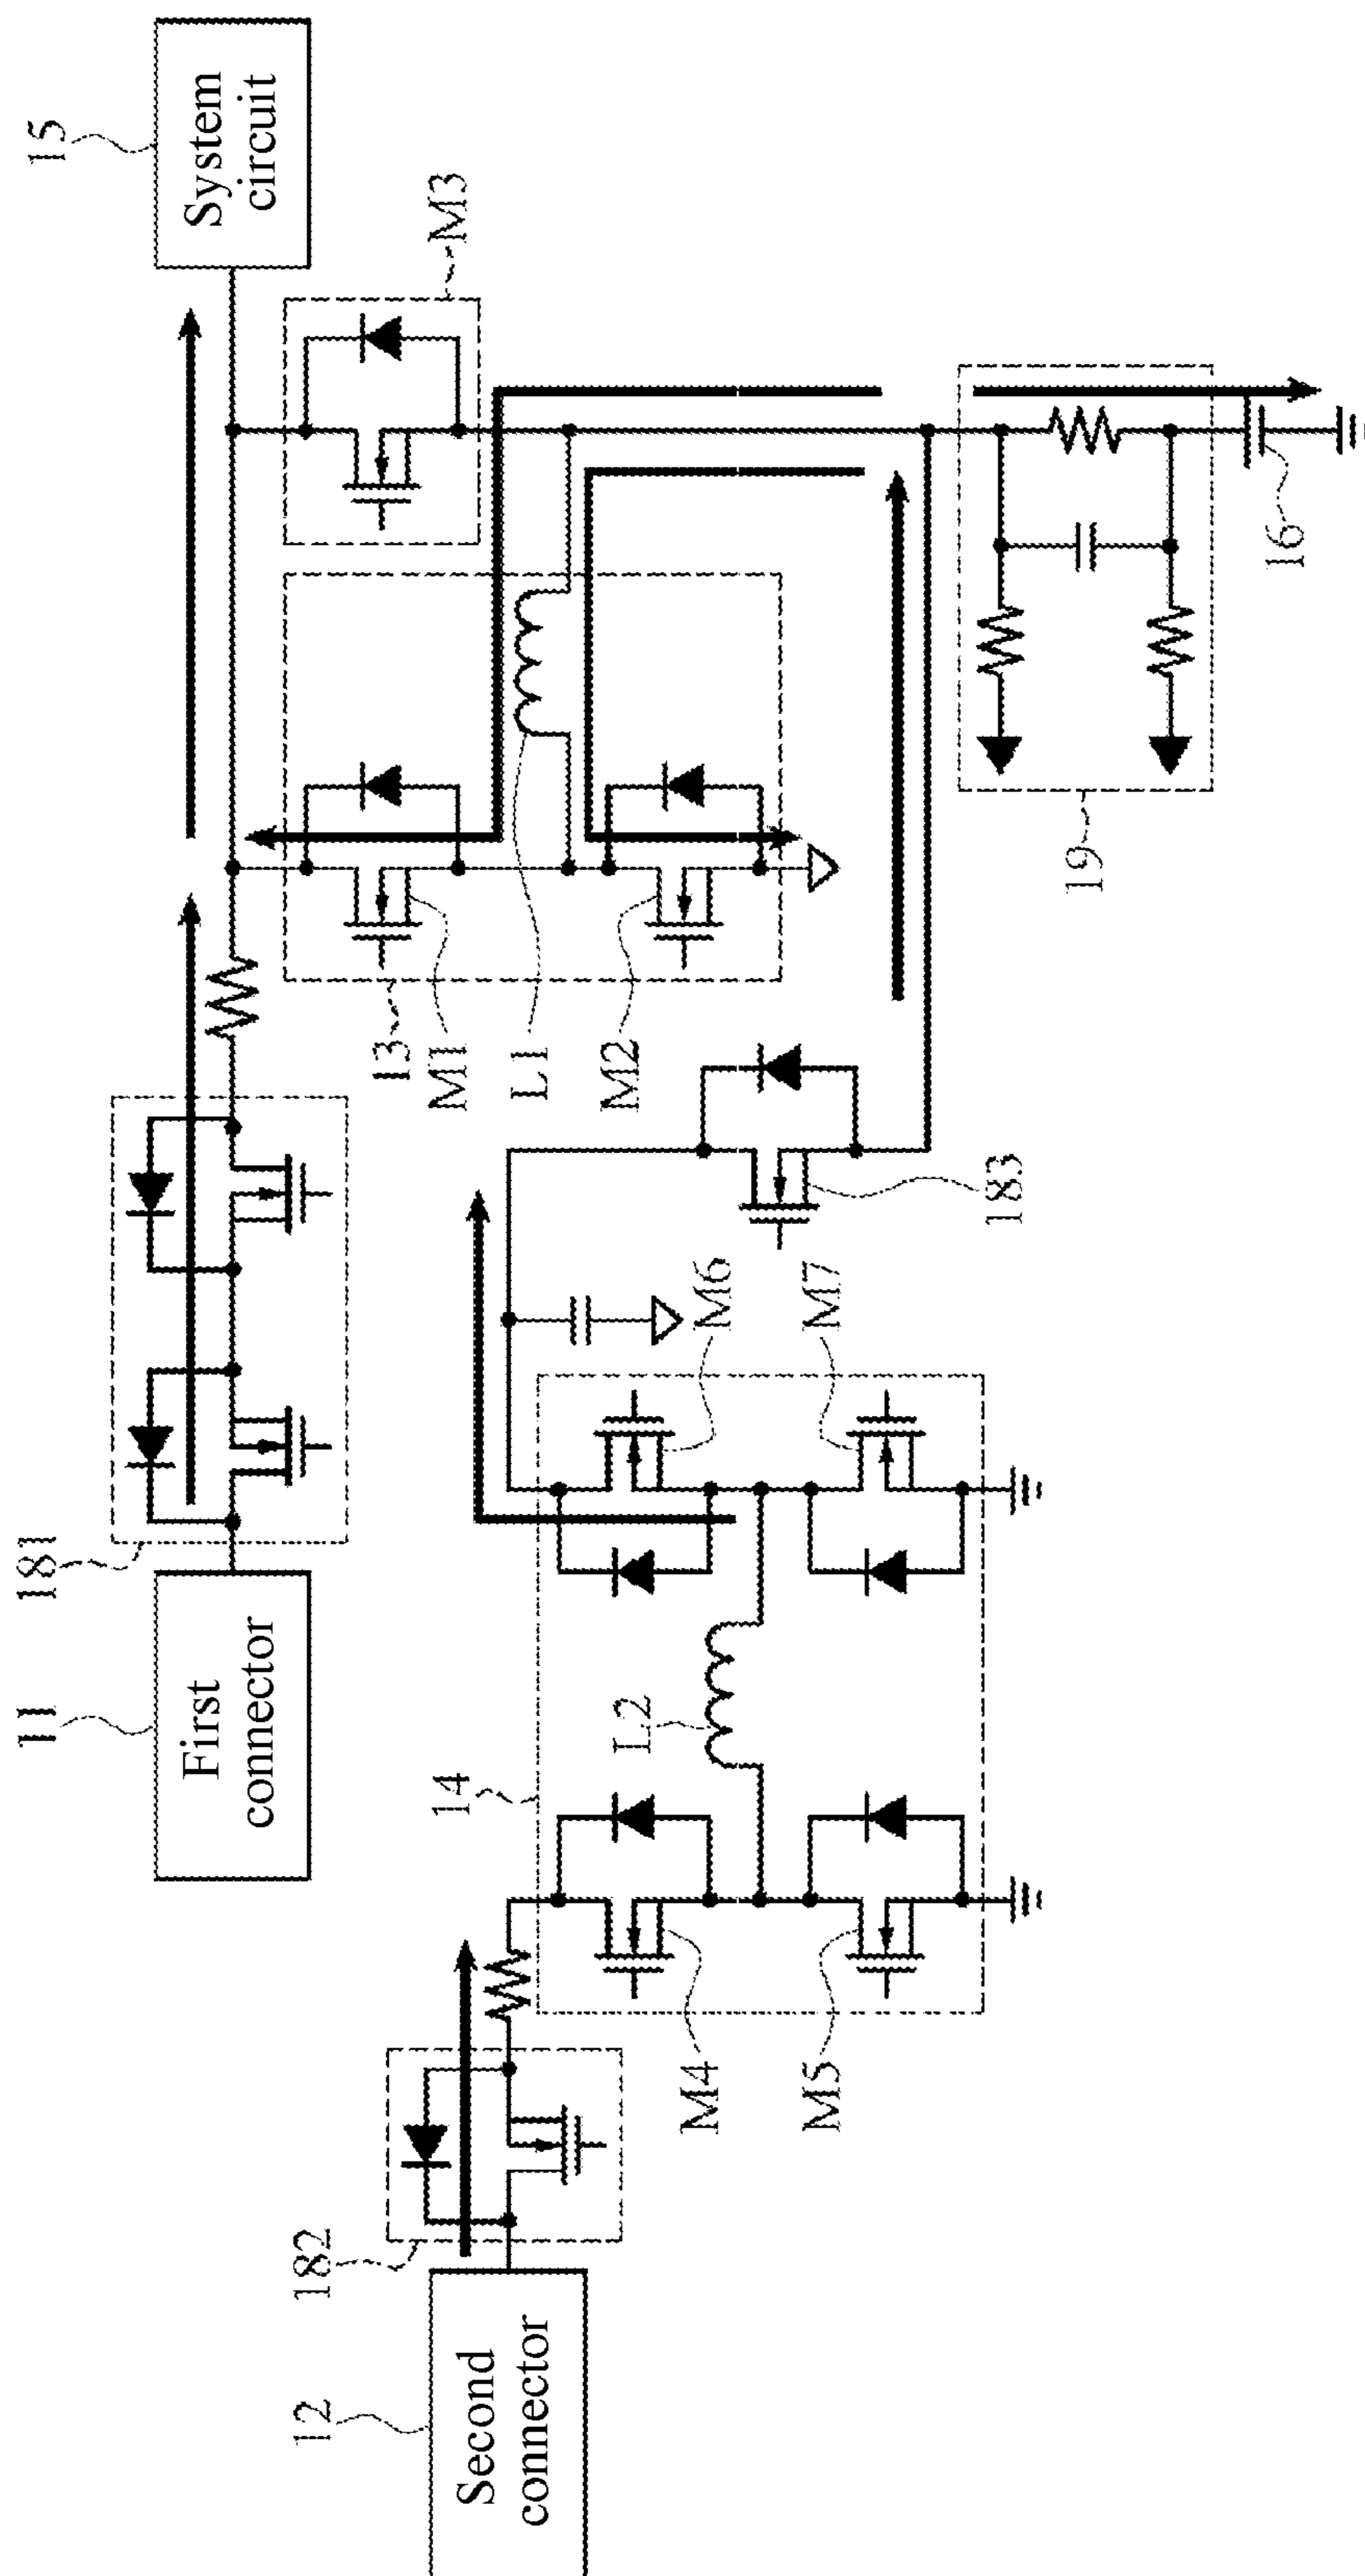 15
System
circuit
M3
181
11
First
connector
13
M1
L1
M2
16
19
183
M6
M7
14
L2
M4
M5
182
12
Second
connector